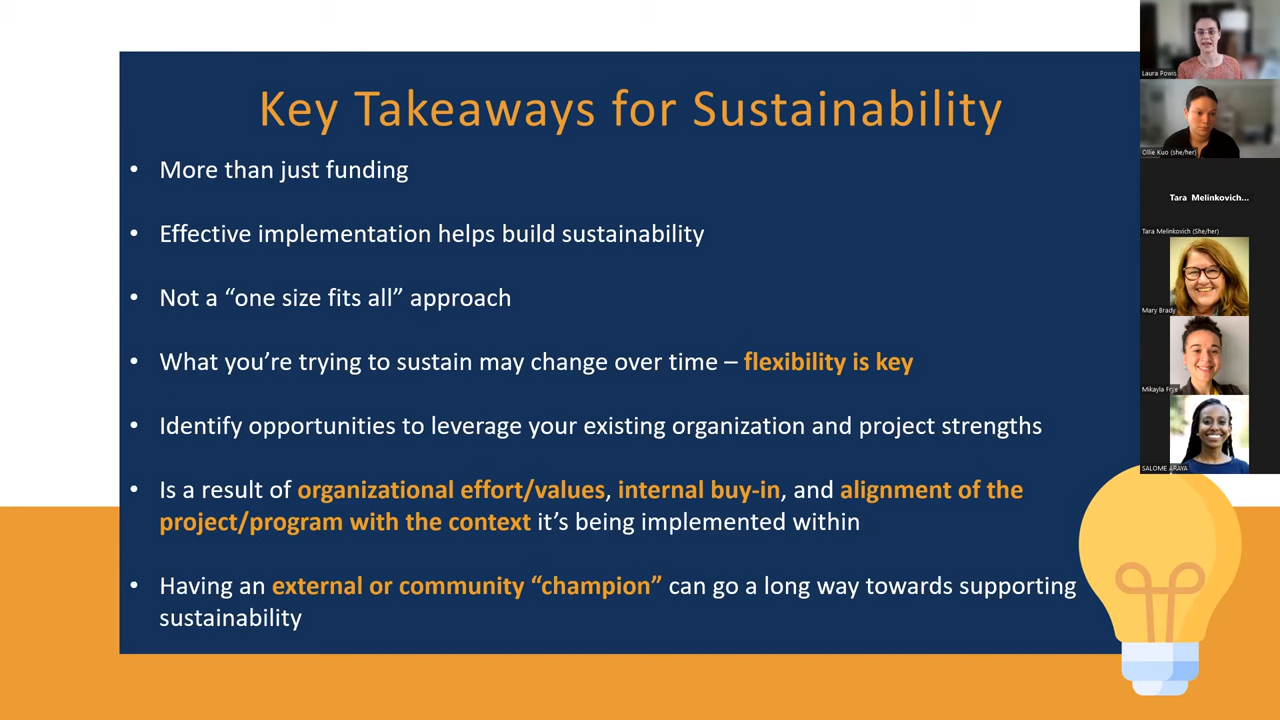 Key Takeaways for Sustainability
• More than just funding
• Effective implementation helps build sustainability
• Not a “one size fits all” approach
• What you’re trying to sustain may change over time – flexibility is key
• Identify opportunities to leverage your existing organization and project strengths
• Is a result of organizational effort/values, internal buy-in, and alignment of the
project/program with the context it’s being implemented within
• Having an external or community “champion” can go a long way towards supporting
sustainability
Laura Powis
Ollie Kuo (she/her)
Tara Melinkovich...
Tara Melinkovich (She/her)
Mary Brady
Mikayla Frye
SALOME ARAYA